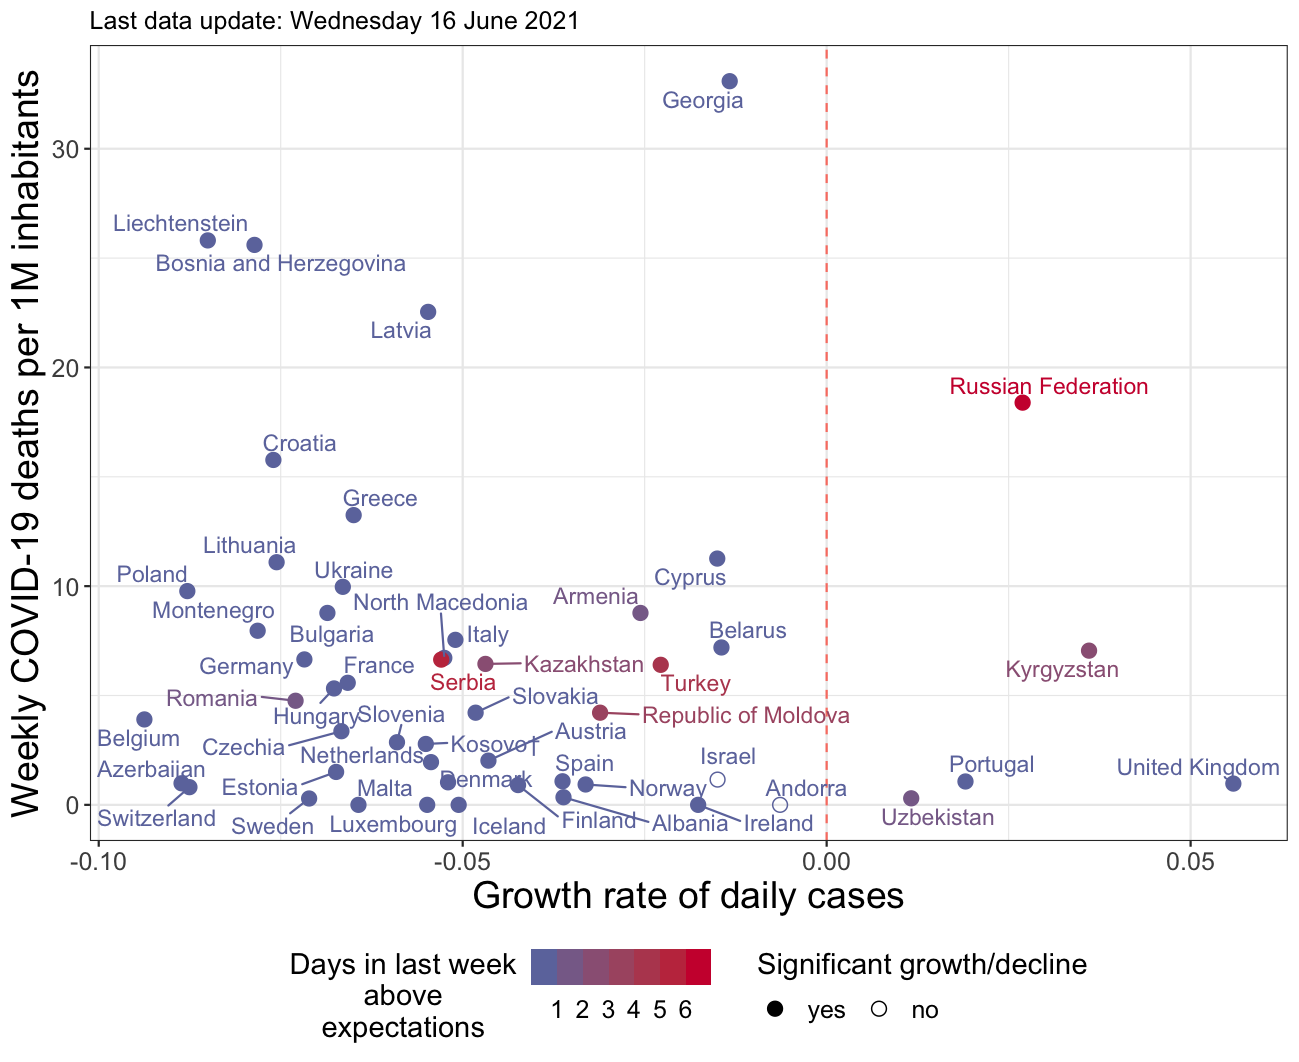 Last data update: Wednesday 16 June 2021
Weekly COVID-19 deaths per 1M inhabitants
30
20
10
0
Georgia
Liechtenstein
Bosnia and Herzegovina
Latvia
Russian Federation
Croatia
Greece
Lithuania
Ukraine
Poland
Cyprus
North Macedonia
Armenia
Montenegro
Bulgaria
Italy
Belarus
Germany
France
Kazakhstan
Kyrgyzstan
Serbia
Turkey
Romania
Slovakia
Hungary
Slovenia
Republic of Moldova
Belgium
Czechia
Kosovo†
Austria
Netherlands
Israel
Azerbaijan
Spain
Portugal
United Kingdom
Estonia
Malta
Denmark
Norway
Andorra
Switzerland
Sweden
Luxembourg
Iceland
Finland
Albania
Ireland
Uzbekistan
-0.10 -0.05 0.00 0.05
Growth rate of daily cases
Days in last week
above
expectations
1 2 3 4 5 6
Significant growth/decline
yes no